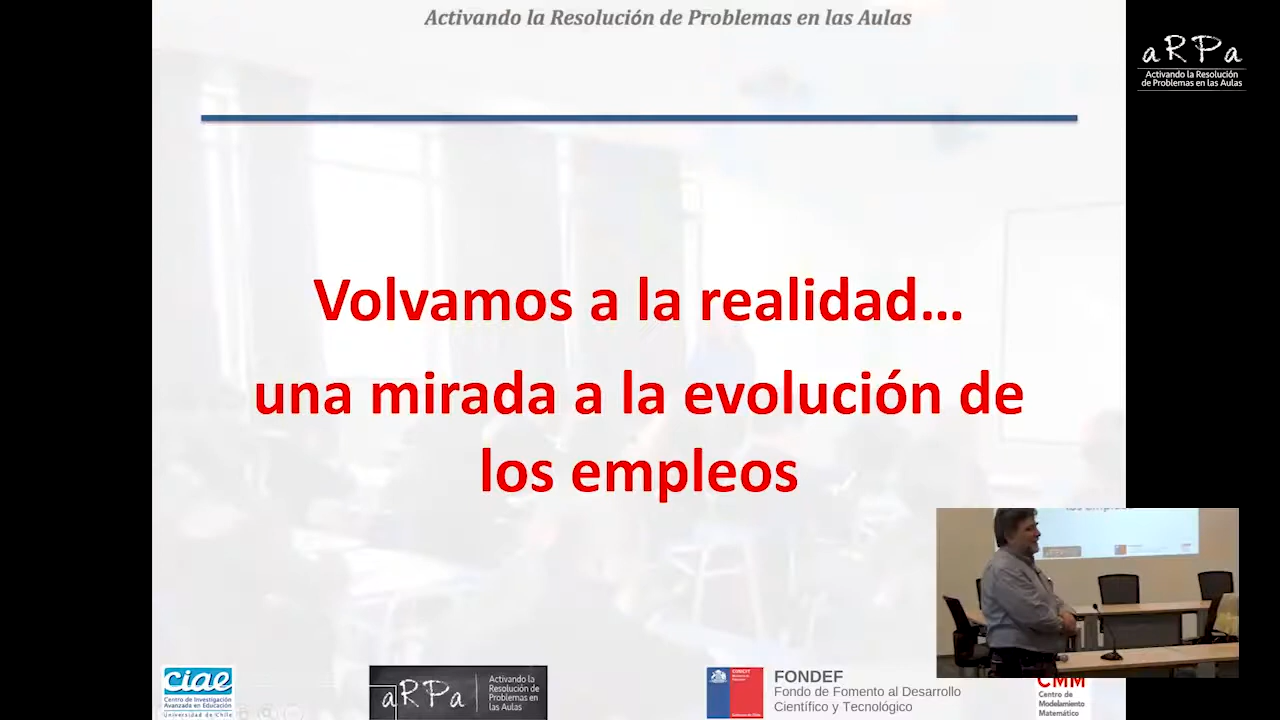 Activando la Resolución de Problemas en las Aulas
aRPa
Activando la Resolución
de Problemas en las Aulas
Volvamos a la realidad...
una mirada a la evolución de
los empleos
ciae
Centro de Investigación
Avanzada en Educación
Universidad de Chile
aRPa
Activando la
Resolución de
Problemas en
las Aulas
CONICYT
FONDEF
Fondo de Fomento al Desarrollo
Científico y Tecnológico
CMM
Centro de
Modelamiento
Matemático